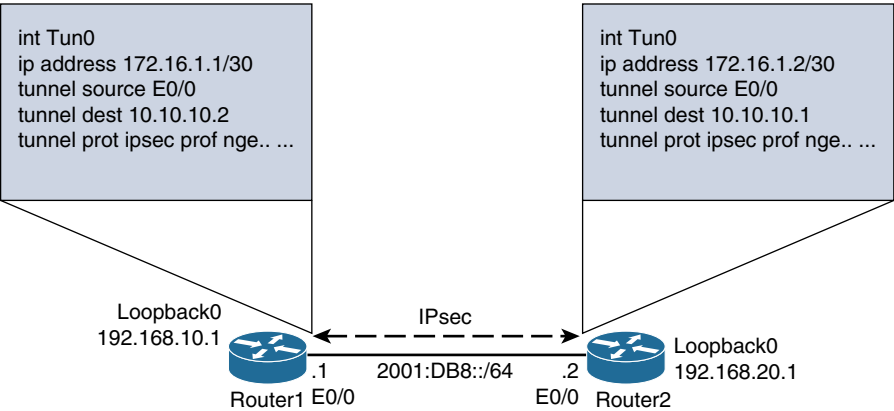 int Tun0
ip address 172.16.1.1/30
tunnel source E0/0
tunnel dest 10.10.10.2
tunnel prot ipsec prof nge.. ...
int Tun0
ip address 172.16.1.2/30
tunnel source E0/0
tunnel dest 10.10.10.1
tunnel prot ipsec prof nge.. ...
Loopback0
192.168.10.1
IPsec
Loopback0
192.168.20.1
.1
2001:DB8::/64
.2
Router1
E0/0
E0/0
Router2